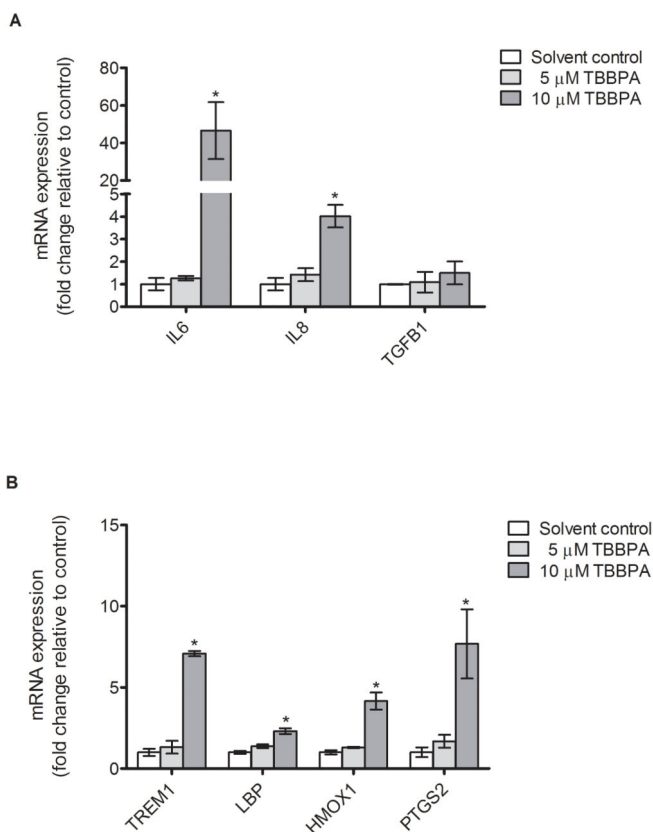 A
mRNA expression
(fold change relative to control)
80
60
40
20
5
4
3
2
1
0
*
*
IL6
IL8
TGFB1
Solvent control
5 μM TBBPA
10 μM TBBPA
B
mRNA expression
(fold change relative to control)
15
10
5
0
*
*
*
*
TREM1
LBP
HMOX1
PTGS2
Solvent control
5 μM TBBPA
10 μM TBBPA